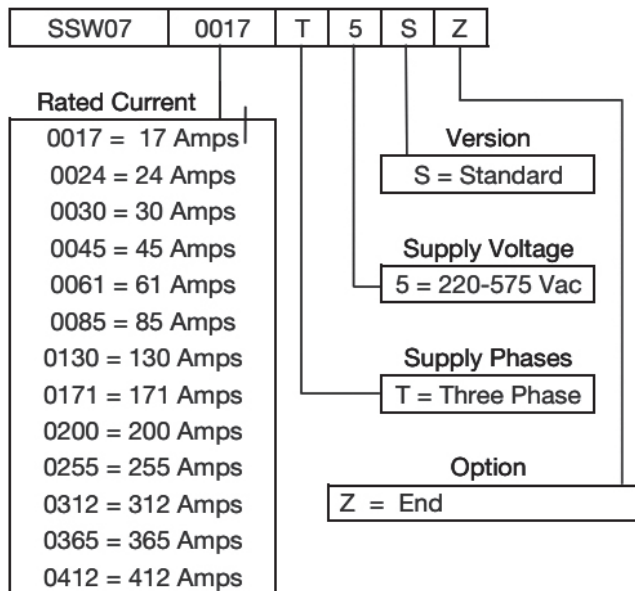 SSW07 0017 T 5 S Z
Rated Current
0017 = 17 Amps
0024 = 24 Amps
0030 = 30 Amps
0045 = 45 Amps
0061 = 61 Amps
0085 = 85 Amps
0130 = 130 Amps
0171 = 171 Amps
0200 = 200 Amps
0255 = 255 Amps
0312 = 312 Amps
0365 = 365 Amps
0412 = 412 Amps
Version
S = Standard
Supply Voltage
5 = 220-575 Vac
Supply Phases
T = Three Phase
Option
Z = End